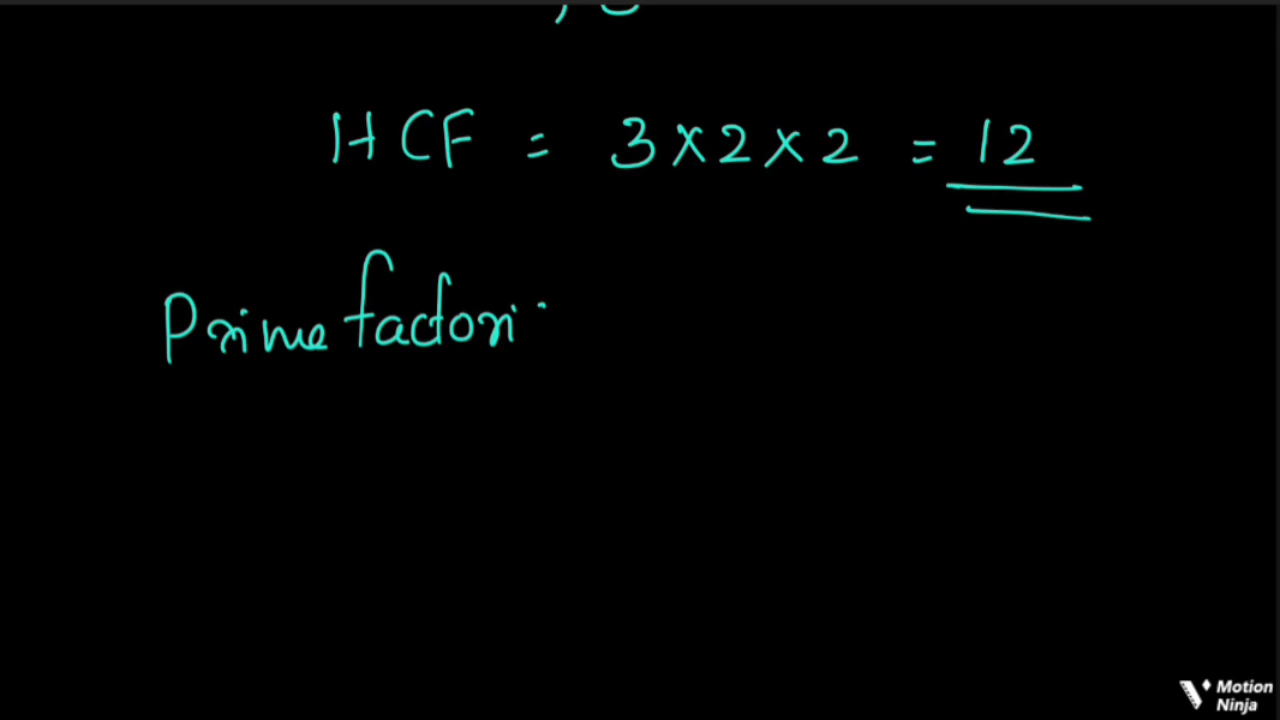 HCF = 3 × 2 × 2 = 12
Prime factori
Motion
Ninja